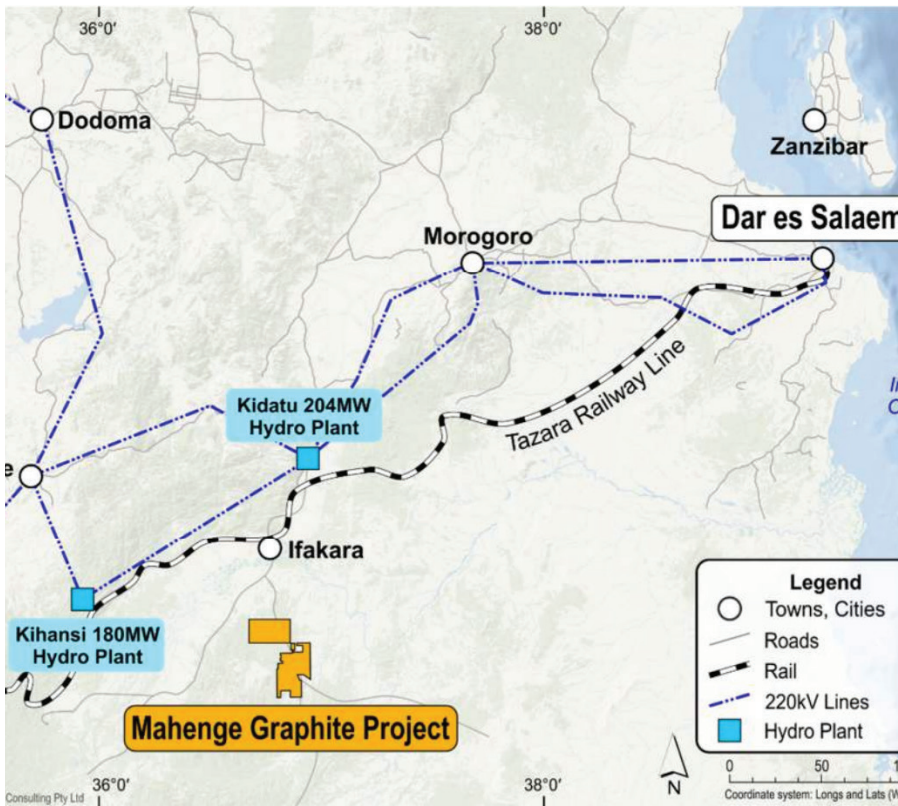 36°0'
38°0'
Dodoma
Zanzibar
Dar es Salaem
Morogoro
Tazara Railway Line
Kidatu 204MW
Hydro Plant
e
Ifakara
Kihansi 180MW
Hydro Plant
Mahenge Graphite Project
Legend
Towns, Cities
Roads
Rail
220kV Lines
Hydro Plant
N
0
50
36°0'
38°0'
Consulting Pty Ltd
Coordinate system: Longs and Lats (W